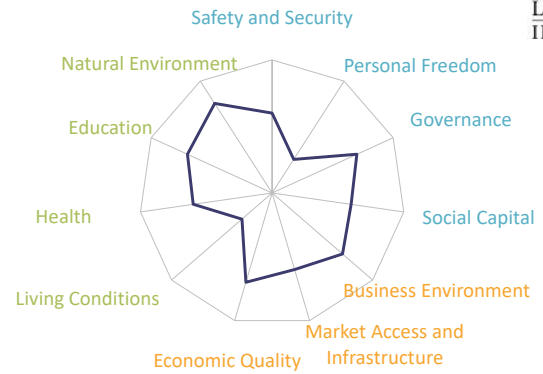 Safety and Security
Natural Environment
Personal Freedom
Education
Governance
Health
Social Capital
Living Conditions
Business Environment
Market Access and
Infrastructure
Economic Quality